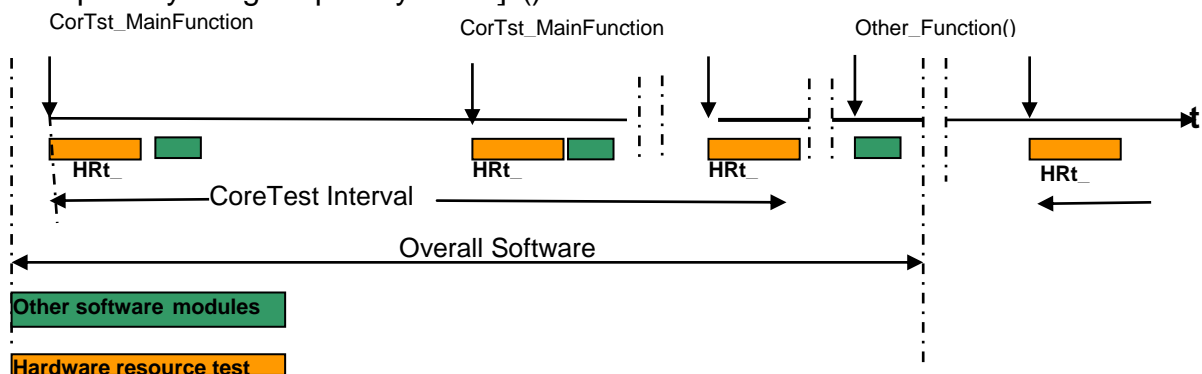 CorTst_MainFunction
CorTst_MainFunction
Other_Function()
t
HRt_
HRt_
HRt_
HRt_
CoreTest Interval
Overall Software
Other software modules
Hardware resource test